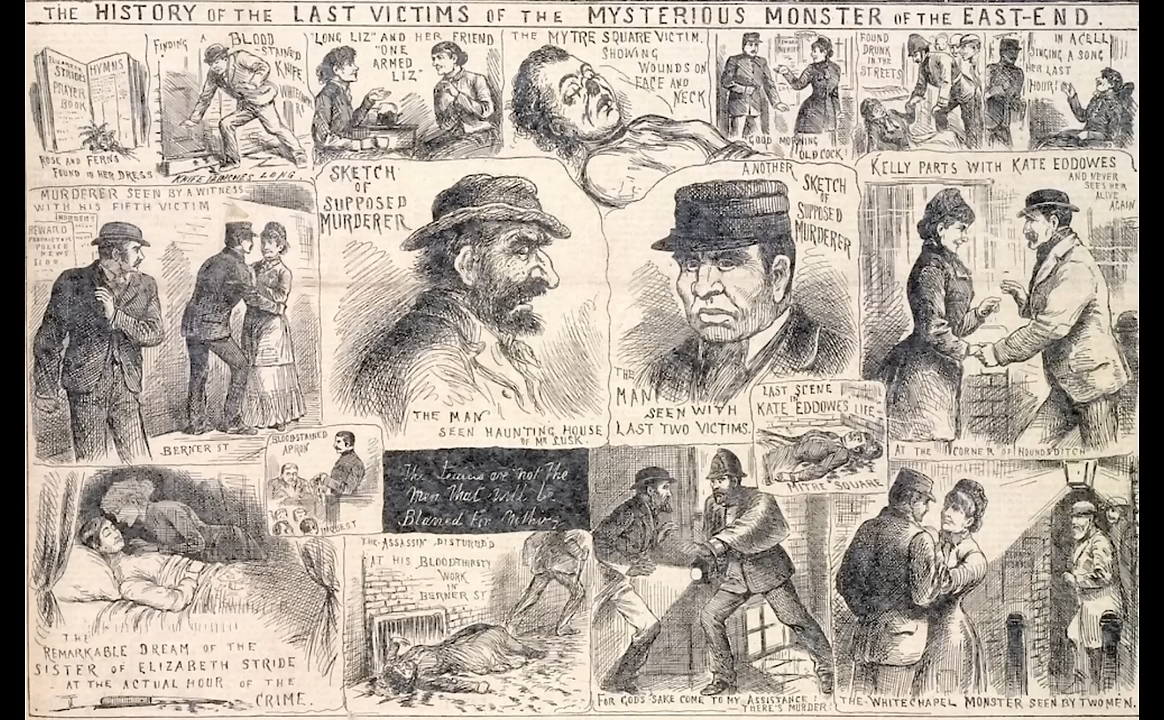 THE HISTORY OF THE LAST VICTIMS OF THE MYSTERIOUS MONSTER OF THE EAST-END.
ELIZABETH
STRIDES
PRAYER
BOOK
HYMNS
ROSE AND FERNS
FOUND IN HER DRESS
FINDING A BLOOD
STAINED
KNIFE
KNIFE INCHES LONG
"LONG LIZ" AND HER FRIEND
"ONE
ARMED
LIZ"
THE MYTRE SQUARE VICTIM.
SHOWING
WOUNDS ON
FACE AND
NECK
GOOD MORNING
OLD COCK!
FOUND
DRUNK
IN THE
STREETS
IN A CELL
SINGING A SONG
HER LAST
HOUR!
MURDERER SEEN BY A WITNESS
WITH HIS FIFTH VICTIM
MURDERS
REWARD
POLICE
NEWS
£100
BERNER ST
SKETCH
OF
SUPPOSED
MURDERER
THE MAN
SEEN HAUNTING HOUSE
OF MR LUSK.
ANOTHER
SKETCH
OF
SUPPOSED
MURDERER
THE
MAN
SEEN WITH
LAST TWO VICTIMS.
KELLY PARTS WITH KATE EDDOWES
AND NEVER
SEES HER
ALIVE
AGAIN
AT THE CORNER OF HOUNDSDITCH
LAST SCENE
IN
KATE EDDOWES LIFE
MITRE SQUARE
BLOODSTAINED
APRON
INQUEST
The Jewes are not The
Men That Will be
Blamed For nothing
THE REMARKABLE DREAM OF THE
SISTER OF ELIZABETH STRIDE
AT THE ACTUAL HOUR OF THE
CRIME.
THE ASSASSIN DISTURBED
AT HIS BLOODTHIRSTY
WORK
IN
BERNER ST
FOR GOD'S SAKE COME TO MY ASSISTANCE!
THERE'S MURDER!
THE WHITECHAPEL MONSTER SEEN BY TWO MEN.